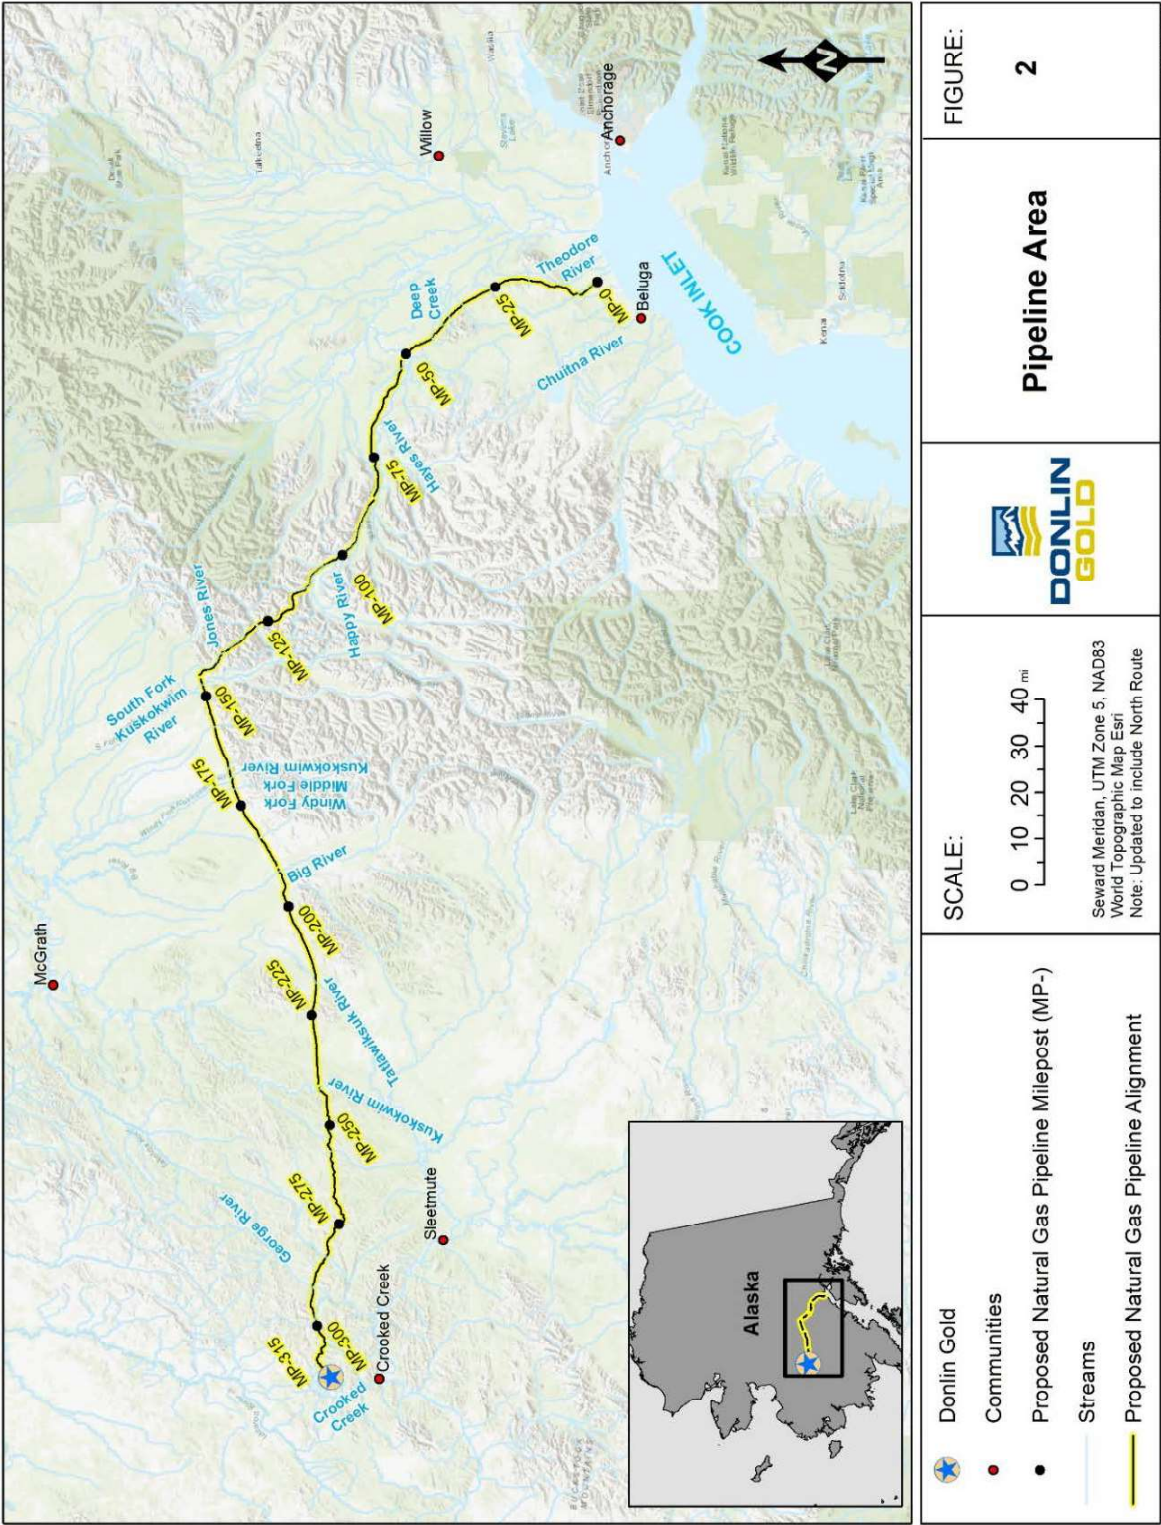 McGrath
Talkeetna
Wasilla
Willow
Anchorage
Beluga
Kenai
Soldotna
COOK INLET
Theodore
River
Deep
Creek
Chuitna River
Hayes River
Happy River
Jones River
South Fork
Kuskokwim
River
Windy Fork
Middle Fork
Kuskokwim River
Big River
Tatlawiksuk River
Kuskokwim River
George River
Sleetmute
Crooked Creek
Crooked
Creek
MP-315
MP-300
MP-275
MP-250
MP-225
MP-200
MP-175
MP-150
MP-125
MP-100
MP-75
MP-50
MP-25
MP-0
N
Alaska
Donlin Gold
Communities
Proposed Natural Gas Pipeline Milepost (MP-)
Streams
Proposed Natural Gas Pipeline Alignment
SCALE:
0 10 20 30 40 mi
Seward Meridan, UTM Zone 5, NAD83
World Topographic Map Esri
Note: Updated to include North Route
DONLIN
GOLD
Pipeline Area
FIGURE:
2